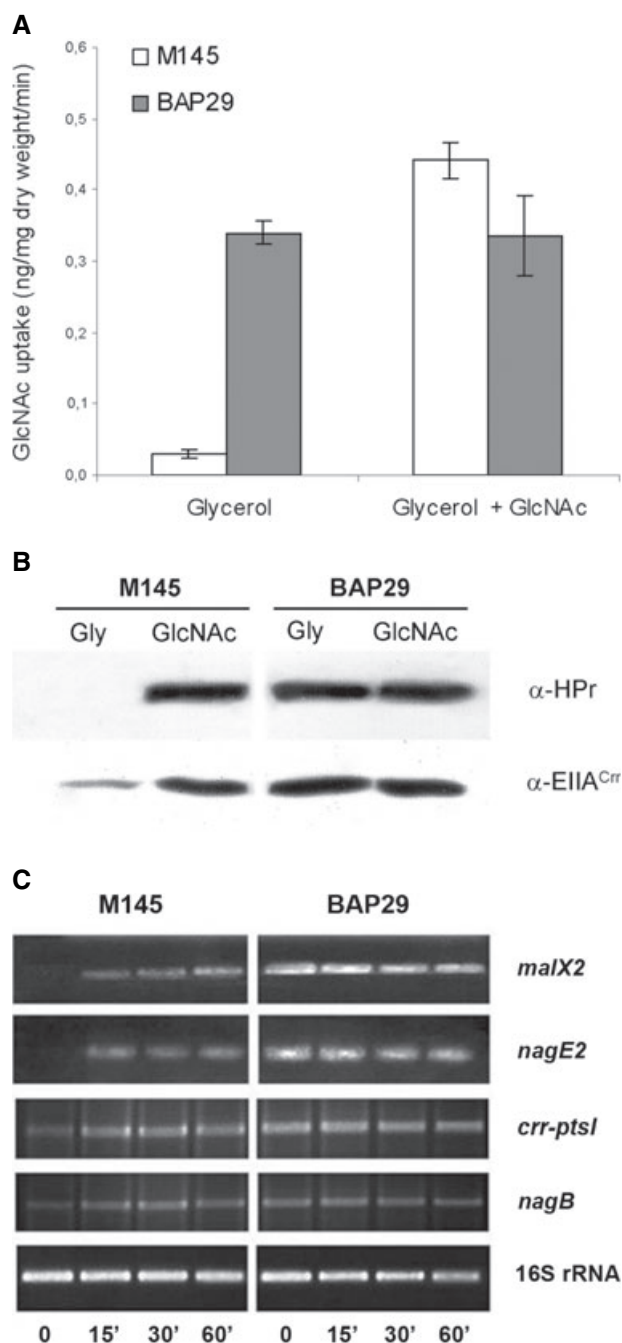 A
0,6
0,5
0,4
0,3
0,2
0,1
0,0
GlcNAc uptake (ng/mg dry weight/min)
M145
BAP29
Glycerol
Glycerol + GlcNAc
B
M145 BAP29
Gly GlcNAc Gly GlcNAc
α-HPr
α-EIIACrr
C
M145 BAP29
malX2
nagE2
crr-ptsI
nagB
16S rRNA
0 15' 30' 60' 0 15' 30' 60'